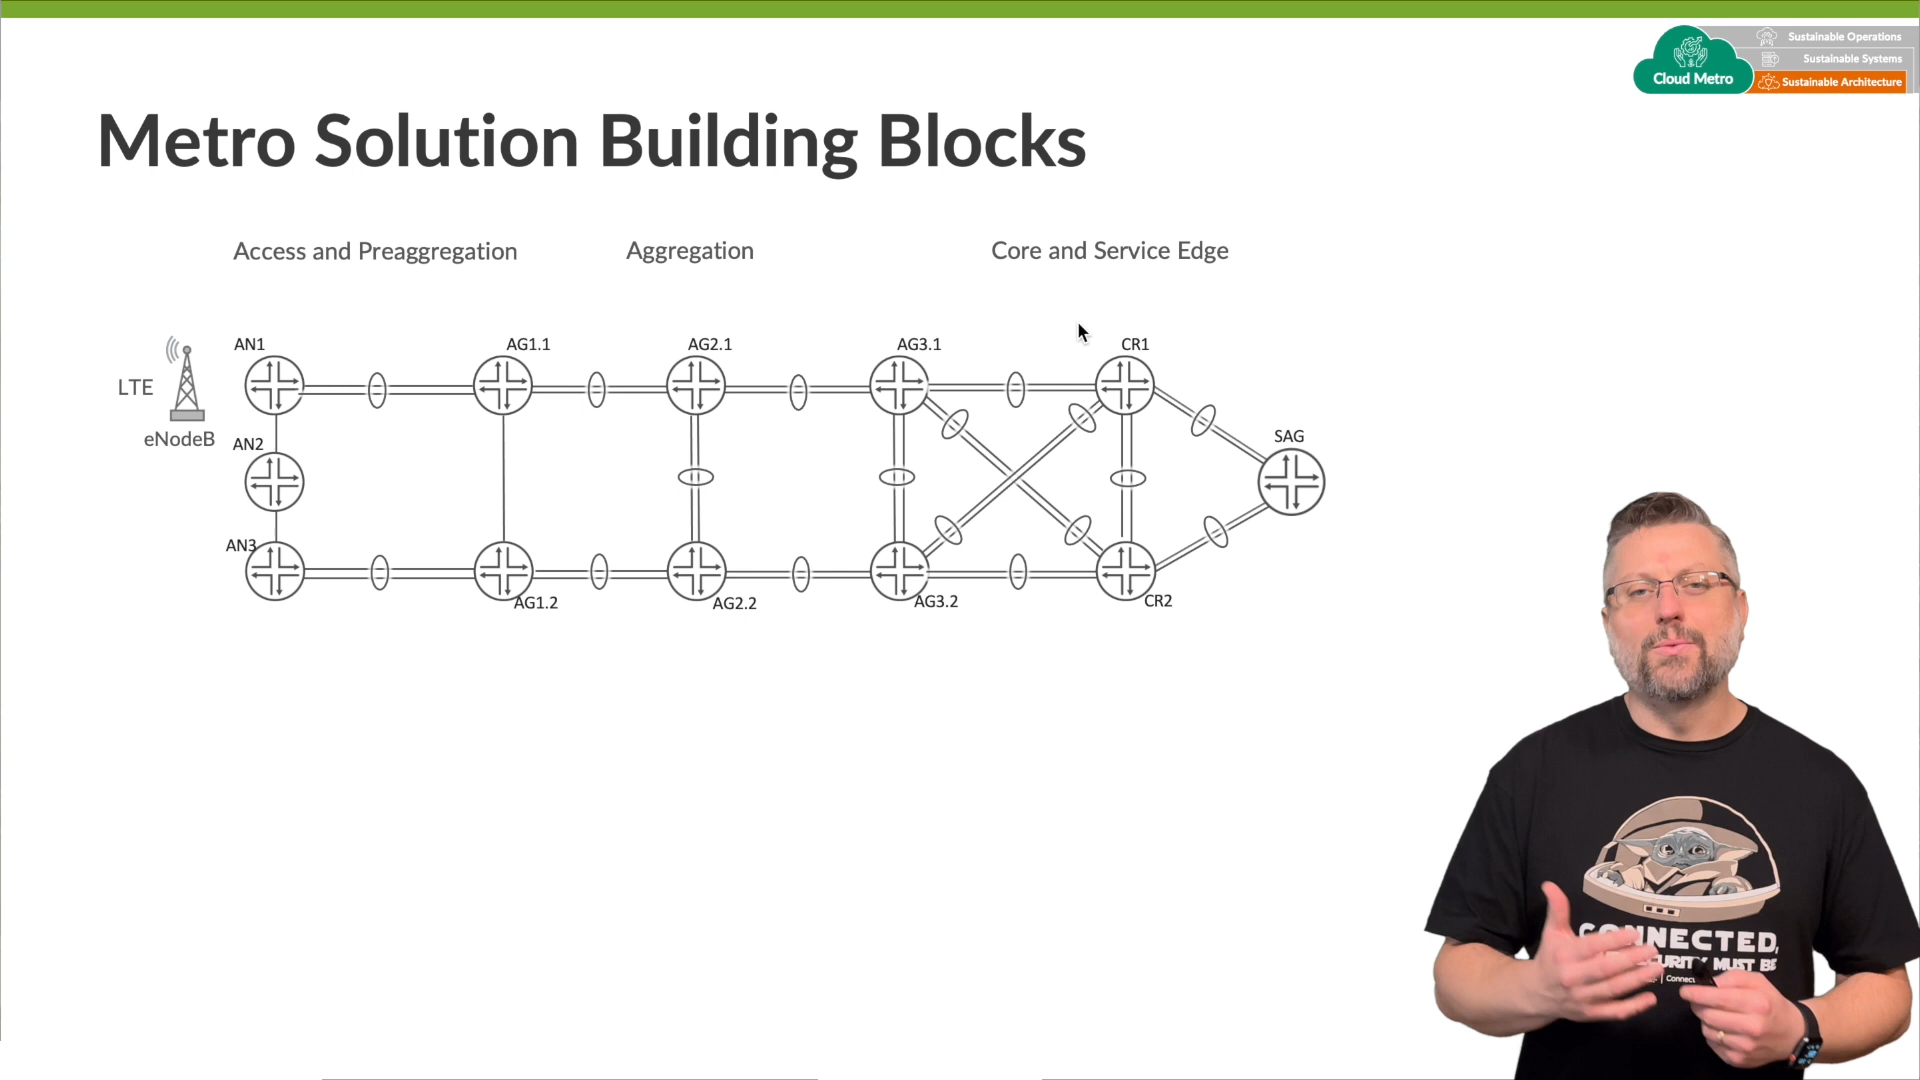 Sustainable Operations
Sustainable Systems
Cloud Metro
Sustainable Architecture
Metro Solution Building Blocks
Access and Preaggregation
Aggregation
Core and Service Edge
AN1
AG1.1
AG2.1
AG3.1
CR1
LTE
eNodeB
AN2
SAG
AN3
AG1.2
AG2.2
AG3.2
CR2
CONNECTED,
MUST BE